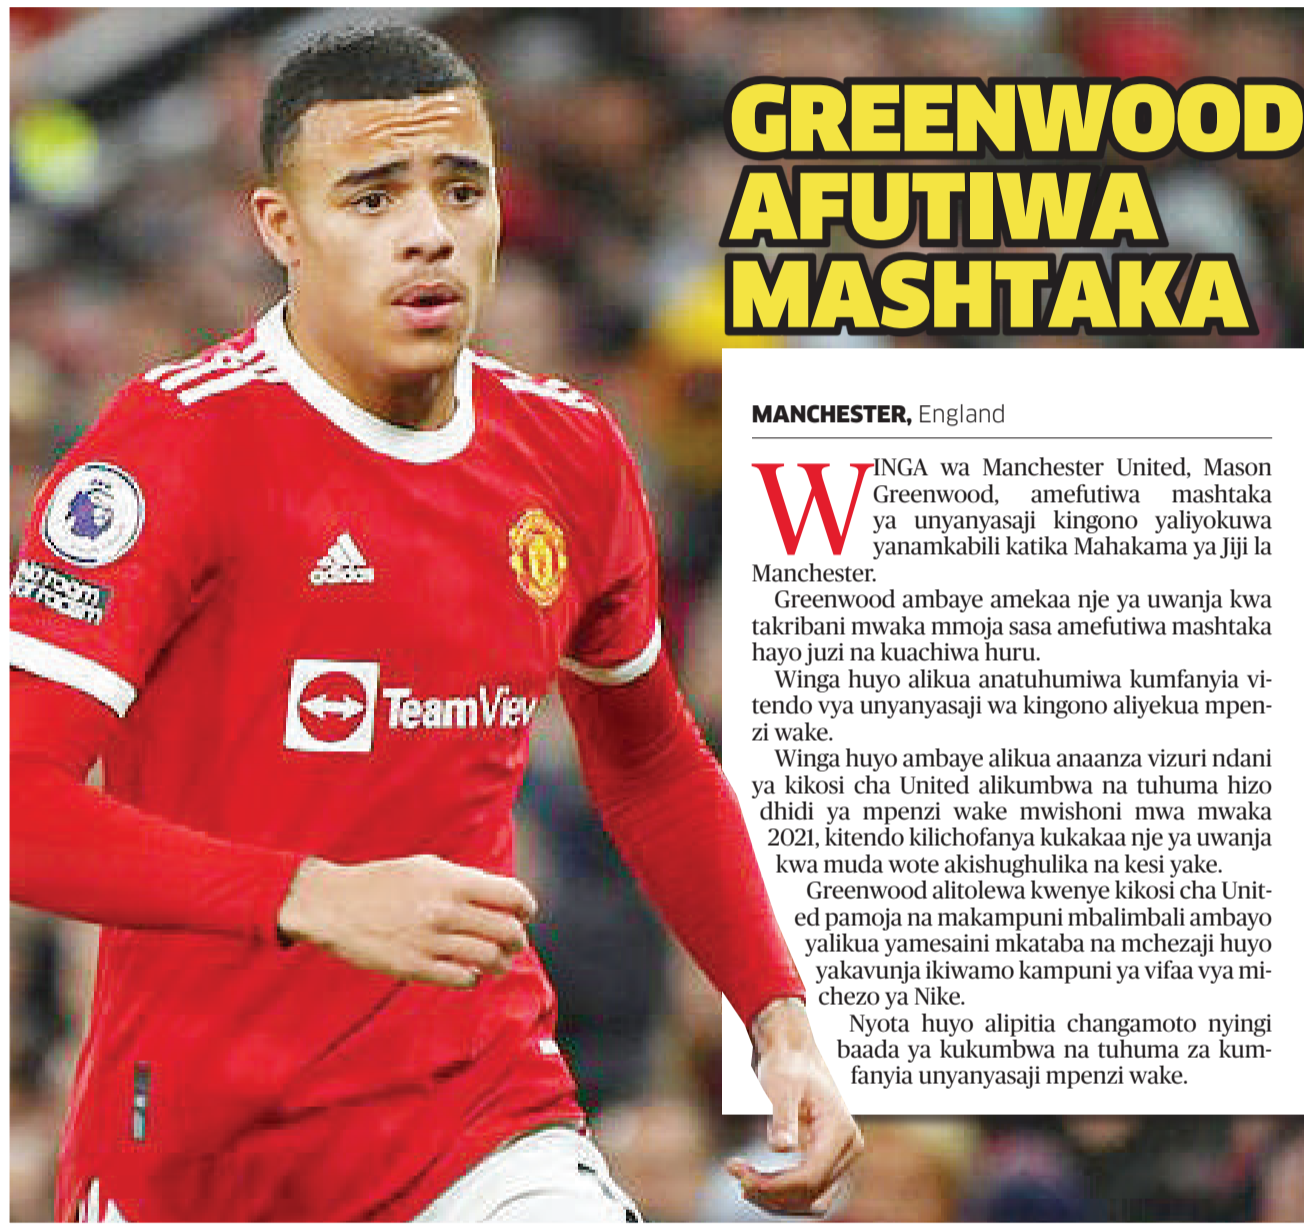 GREENWOOD
AFUTIWA
MASHTAKA
MANCHESTER, England
WINGA wa Manchester United, Mason
Greenwood, amefutiwa mashtaka
ya unyanyasaji kingono yaliyokuwa
yanamkabili katika Mahakama ya Jiji la
Manchester.
Greenwood ambaye amekaa nje ya uwanja kwa
takribani mwaka mmoja sasa amefutiwa mashtaka
hayo juzi na kuachiwa huru.
Winga huyo alikua anatuhumiwa kumfanyia vi-
tendo vya unyanyasaji wa kingono aliyekua mpen-
zi wake.
Winga huyo ambaye alikua anaanza vizuri ndani
ya kikosi cha United alikumbwa na tuhuma hizo
dhidi ya mpenzi wake mwishoni mwa mwaka
2021, kitendo kilichofanya kukakaa nje ya uwanja
kwa muda wote akishughulika na kesi yake.
Greenwood alitolewa kwenye kikosi cha Unit-
ed pamoja na makampuni mbalimbali ambayo
yalikua yamesaini mkataba na mchezaji huyo
yakavunja ikiwamo kampuni ya vifaa vya mi-
chezo ya Nike.
Nyota huyo alipitia changamoto nyingi
baada ya kukumbwa na tuhuma za kum-
fanyia unyanyasaji mpenzi wake.
adidas
TeamView
no room
for racism